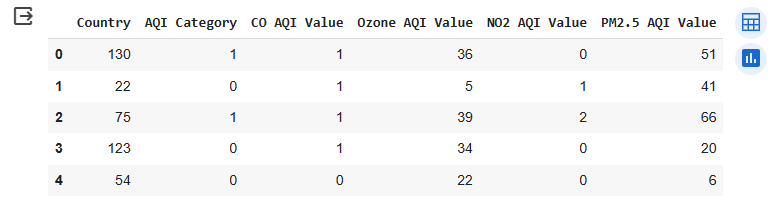 Country AQI Category CO AQI Value Ozone AQI Value NO2 AQI Value PM2.5 AQI Value
0 130 1 1 36 0 51
1 22 0 1 5 1 41
2 75 1 1 39 2 66
3 123 0 1 34 0 20
4 54 0 0 22 0 6